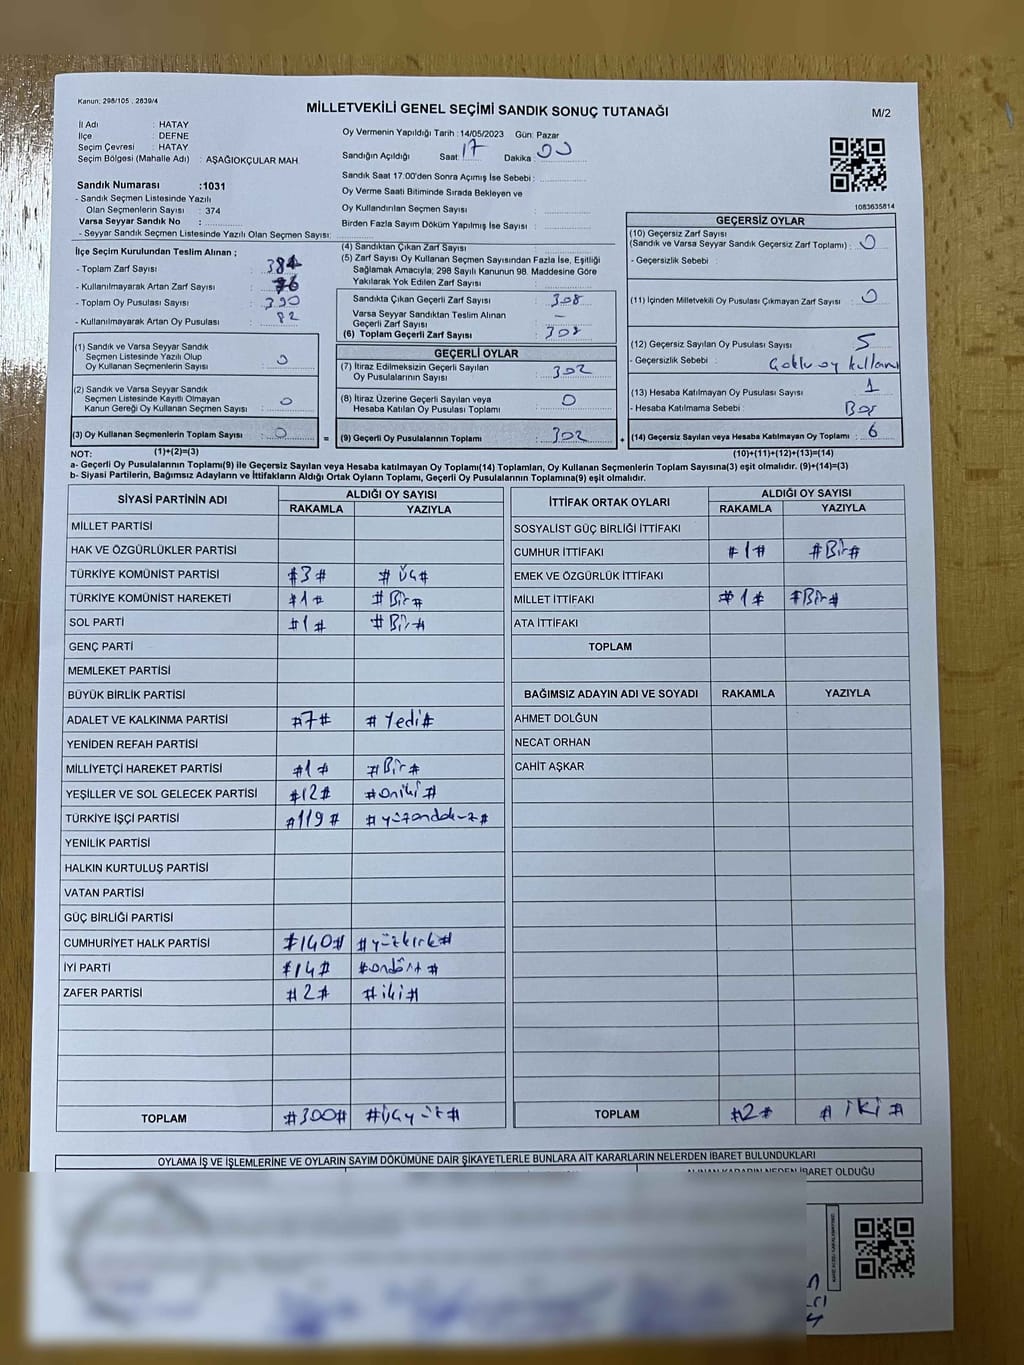 Kanun: 298/105 , 2839/4
MİLLETVEKİLİ GENEL SEÇİMİ SANDIK SONUÇ TUTANAĞI
M/2
İl Adı : HATAY
İlçe : DEFNE
Seçim Çevresi : HATAY
Seçim Bölgesi (Mahalle Adı) : AŞAĞIOKÇULAR MAH
Sandık Numarası :1031
- Sandık Seçmen Listesinde Yazılı
Olan Seçmenlerin Sayısı : 374
Varsa Seyyar Sandık No :
- Seyyar Sandık Seçmen Listesinde Yazılı Olan Seçmen Sayısı:
Oy Vermenin Yapıldığı Tarih :14/05/2023 Gün: Pazar
Sandığın Açıldığı Saat: 17 Dakika : 00
Sandık Saat 17:00'den Sonra Açımış İse Sebebi :
Oy Verme Saati Bitiminde Sırada Bekleyen ve
Oy Kullandırılan Seçmen Sayısı :
Birden Fazla Sayım Döküm Yapılmış İse Sayısı :
1083635814
İlçe Seçim Kurulundan Teslim Alınan ;
- Toplam Zarf Sayısı : 384
- Kullanılmayarak Artan Zarf Sayısı : 76
- Toplam Oy Pusulası Sayısı : 390
- Kullanılmayarak Artan Oy Pusulası : 82
(1) Sandık ve Varsa Seyyar Sandık
Seçmen Listesinde Yazılı Olup
Oy Kullanan Seçmenlerin Sayısı : 0
(2) Sandık ve Varsa Seyyar Sandık
Seçmen Listesinde Kayıtlı Olmayan
Kanun Gereği Oy Kullanan Seçmen Sayısı : 0
(3) Oy Kullanan Seçmenlerin Toplam Sayısı : 0
(1)+(2)=(3)
(4) Sandıktan Çıkan Zarf Sayısı :
(5) Zarf Sayısı Oy Kullanan Seçmen Sayısından Fazla İse, Eşitliği
Sağlamak Amacıyla; 298 Sayılı Kanunun 98. Maddesine Göre
Yakılarak Yok Edilen Zarf Sayısı :
Sandıkta Çıkan Geçerli Zarf Sayısı : 308
Varsa Seyyar Sandıktan Teslim Alınan
Geçerli Zarf Sayısı : —
(6) Toplam Geçerli Zarf Sayısı : 308
GEÇERLİ OYLAR
(7) İtiraz Edilmeksizin Geçerli Sayılan
Oy Pusulalarının Sayısı : 302
(8) İtiraz Üzerine Geçerli Sayılan veya
Hesaba Katılan Oy Pusulası Toplamı : 0
= (9) Geçerli Oy Pusulalarının Toplamı : 302
GEÇERSİZ OYLAR
(10) Geçersiz Zarf Sayısı
(Sandık ve Varsa Seyyar Sandık Geçersiz Zarf Toplamı) : 0
- Geçersizlik Sebebi :
(11) İçinden Milletvekili Oy Pusulası Çıkmayan Zarf Sayısı : 0
(12) Geçersiz Sayılan Oy Pusulası Sayısı : 5
- Geçersizlik Sebebi : Çoklu oy kullanı
(13) Hesaba Katılmayan Oy Pusulası Sayısı : 1
- Hesaba Katılmama Sebebi : Boş
+ (14) Geçersiz Sayılan veya Hesaba Katılmayan Oy Toplamı : 6
(10)+(11)+(12)+(13)=(14)
NOT:
a- Geçerli Oy Pusulalarının Toplamı(9) ile Geçersiz Sayılan veya Hesaba katılmayan Oy Toplamı(14) Toplamları, Oy Kullanan Seçmenlerin Toplam Sayısına(3) eşit olmalıdır. (9)+(14)=(3)
b- Siyasi Partilerin, Bağımsız Adayların ve İttifakların Aldığı Ortak Oyların Toplamı, Geçerli Oy Pusulalarının Toplamına(9) eşit olmalıdır.
SİYASİ PARTİNİN ADI ALDIĞI OY SAYISI
RAKAMLA YAZIYLA
MİLLET PARTİSİ
HAK VE ÖZGÜRLÜKLER PARTİSİ
TÜRKİYE KOMÜNİST PARTİSİ #3# #üç#
TÜRKİYE KOMÜNİST HAREKETİ #1# #Bir#
SOL PARTİ #1# #Bir#
GENÇ PARTİ
MEMLEKET PARTİSİ
BÜYÜK BİRLİK PARTİSİ
ADALET VE KALKINMA PARTİSİ #7# #Yedi#
YENİDEN REFAH PARTİSİ
MİLLİYETÇİ HAREKET PARTİSİ #1# #Bir#
YEŞİLLER VE SOL GELECEK PARTİSİ #12# #oniki#
TÜRKİYE İŞÇİ PARTİSİ #119# #yüzondokuz#
YENİLİK PARTİSİ
HALKIN KURTULUŞ PARTİSİ
VATAN PARTİSİ
GÜÇ BİRLİĞİ PARTİSİ
CUMHURİYET HALK PARTİSİ #140# #yüzkırk#
İYİ PARTİ #14# #ondört#
ZAFER PARTİSİ #2# #iki#
TOPLAM #300# #üçyüz#
İTTİFAK ORTAK OYLARI ALDIĞI OY SAYISI
RAKAMLA YAZIYLA
SOSYALİST GÜÇ BİRLİĞİ İTTİFAKI
CUMHUR İTTİFAKI #1# #Bir#
EMEK VE ÖZGÜRLÜK İTTİFAKI
MİLLET İTTİFAKI #1# #Bir#
ATA İTTİFAKI
TOPLAM
BAĞIMSIZ ADAYIN ADI VE SOYADI RAKAMLA YAZIYLA
AHMET DOLĞUN
NECAT ORHAN
CAHİT AŞKAR
TOPLAM #2# #iki#
OYLAMA İŞ VE İŞLEMLERİNE VE OYLARIN SAYIM DÖKÜMÜNE DAİR ŞİKAYETLERLE BUNLARA AİT KARARLARIN NELERDEN İBARET BULUNDUKLARI
ALINAN KARARIN NEDEN İBARET OLDUĞU